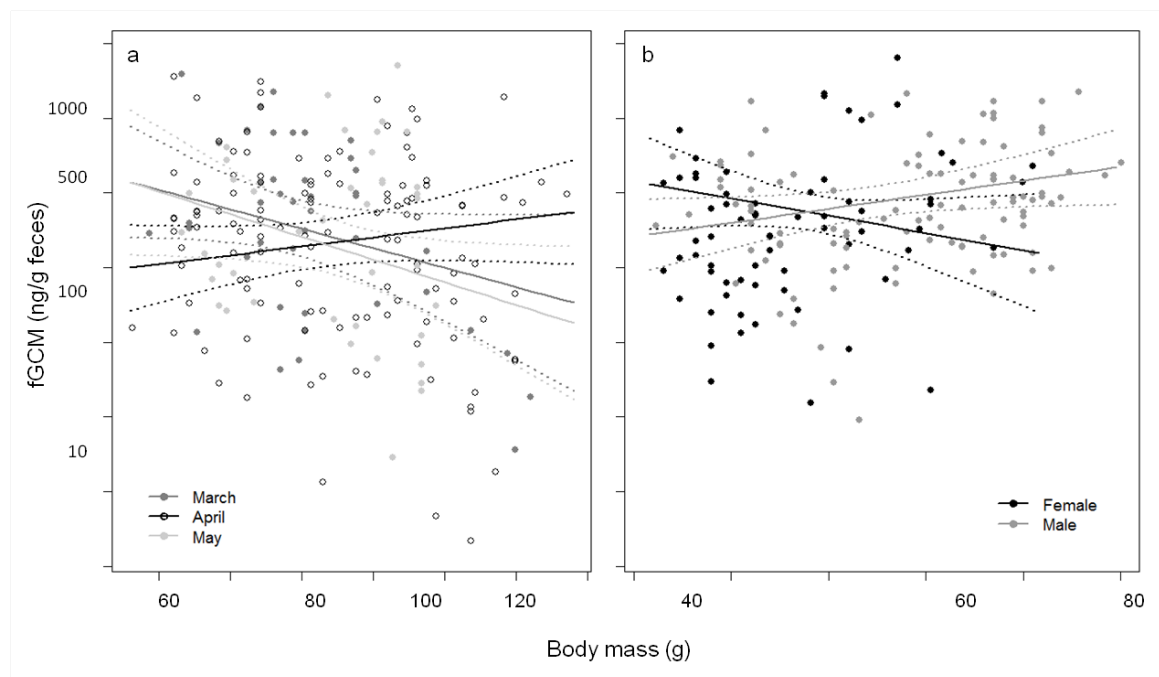 a
b
fGCM (ng/g feces)
1000
500
100
10
March
April
May
Female
Male
60 80 100 120
40 60 80
Body mass (g)